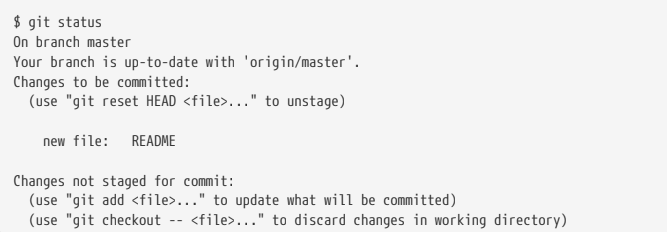 $ git status
On branch master
Your branch is up-to-date with 'origin/master'.
Changes to be committed:
  (use "git reset HEAD <file>..." to unstage)

    new file:   README

Changes not staged for commit:
  (use "git add <file>..." to update what will be committed)
  (use "git checkout -- <file>..." to discard changes in working directory)